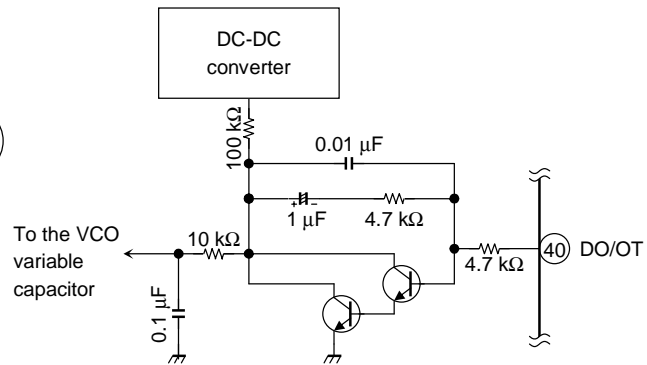 DC-DC
converter
100 kΩ
0.01 μF
+ −
1 μF
4.7 kΩ
To the VCO
variable
capacitor
10 kΩ
0.1 μF
4.7 kΩ
40
DO/OT